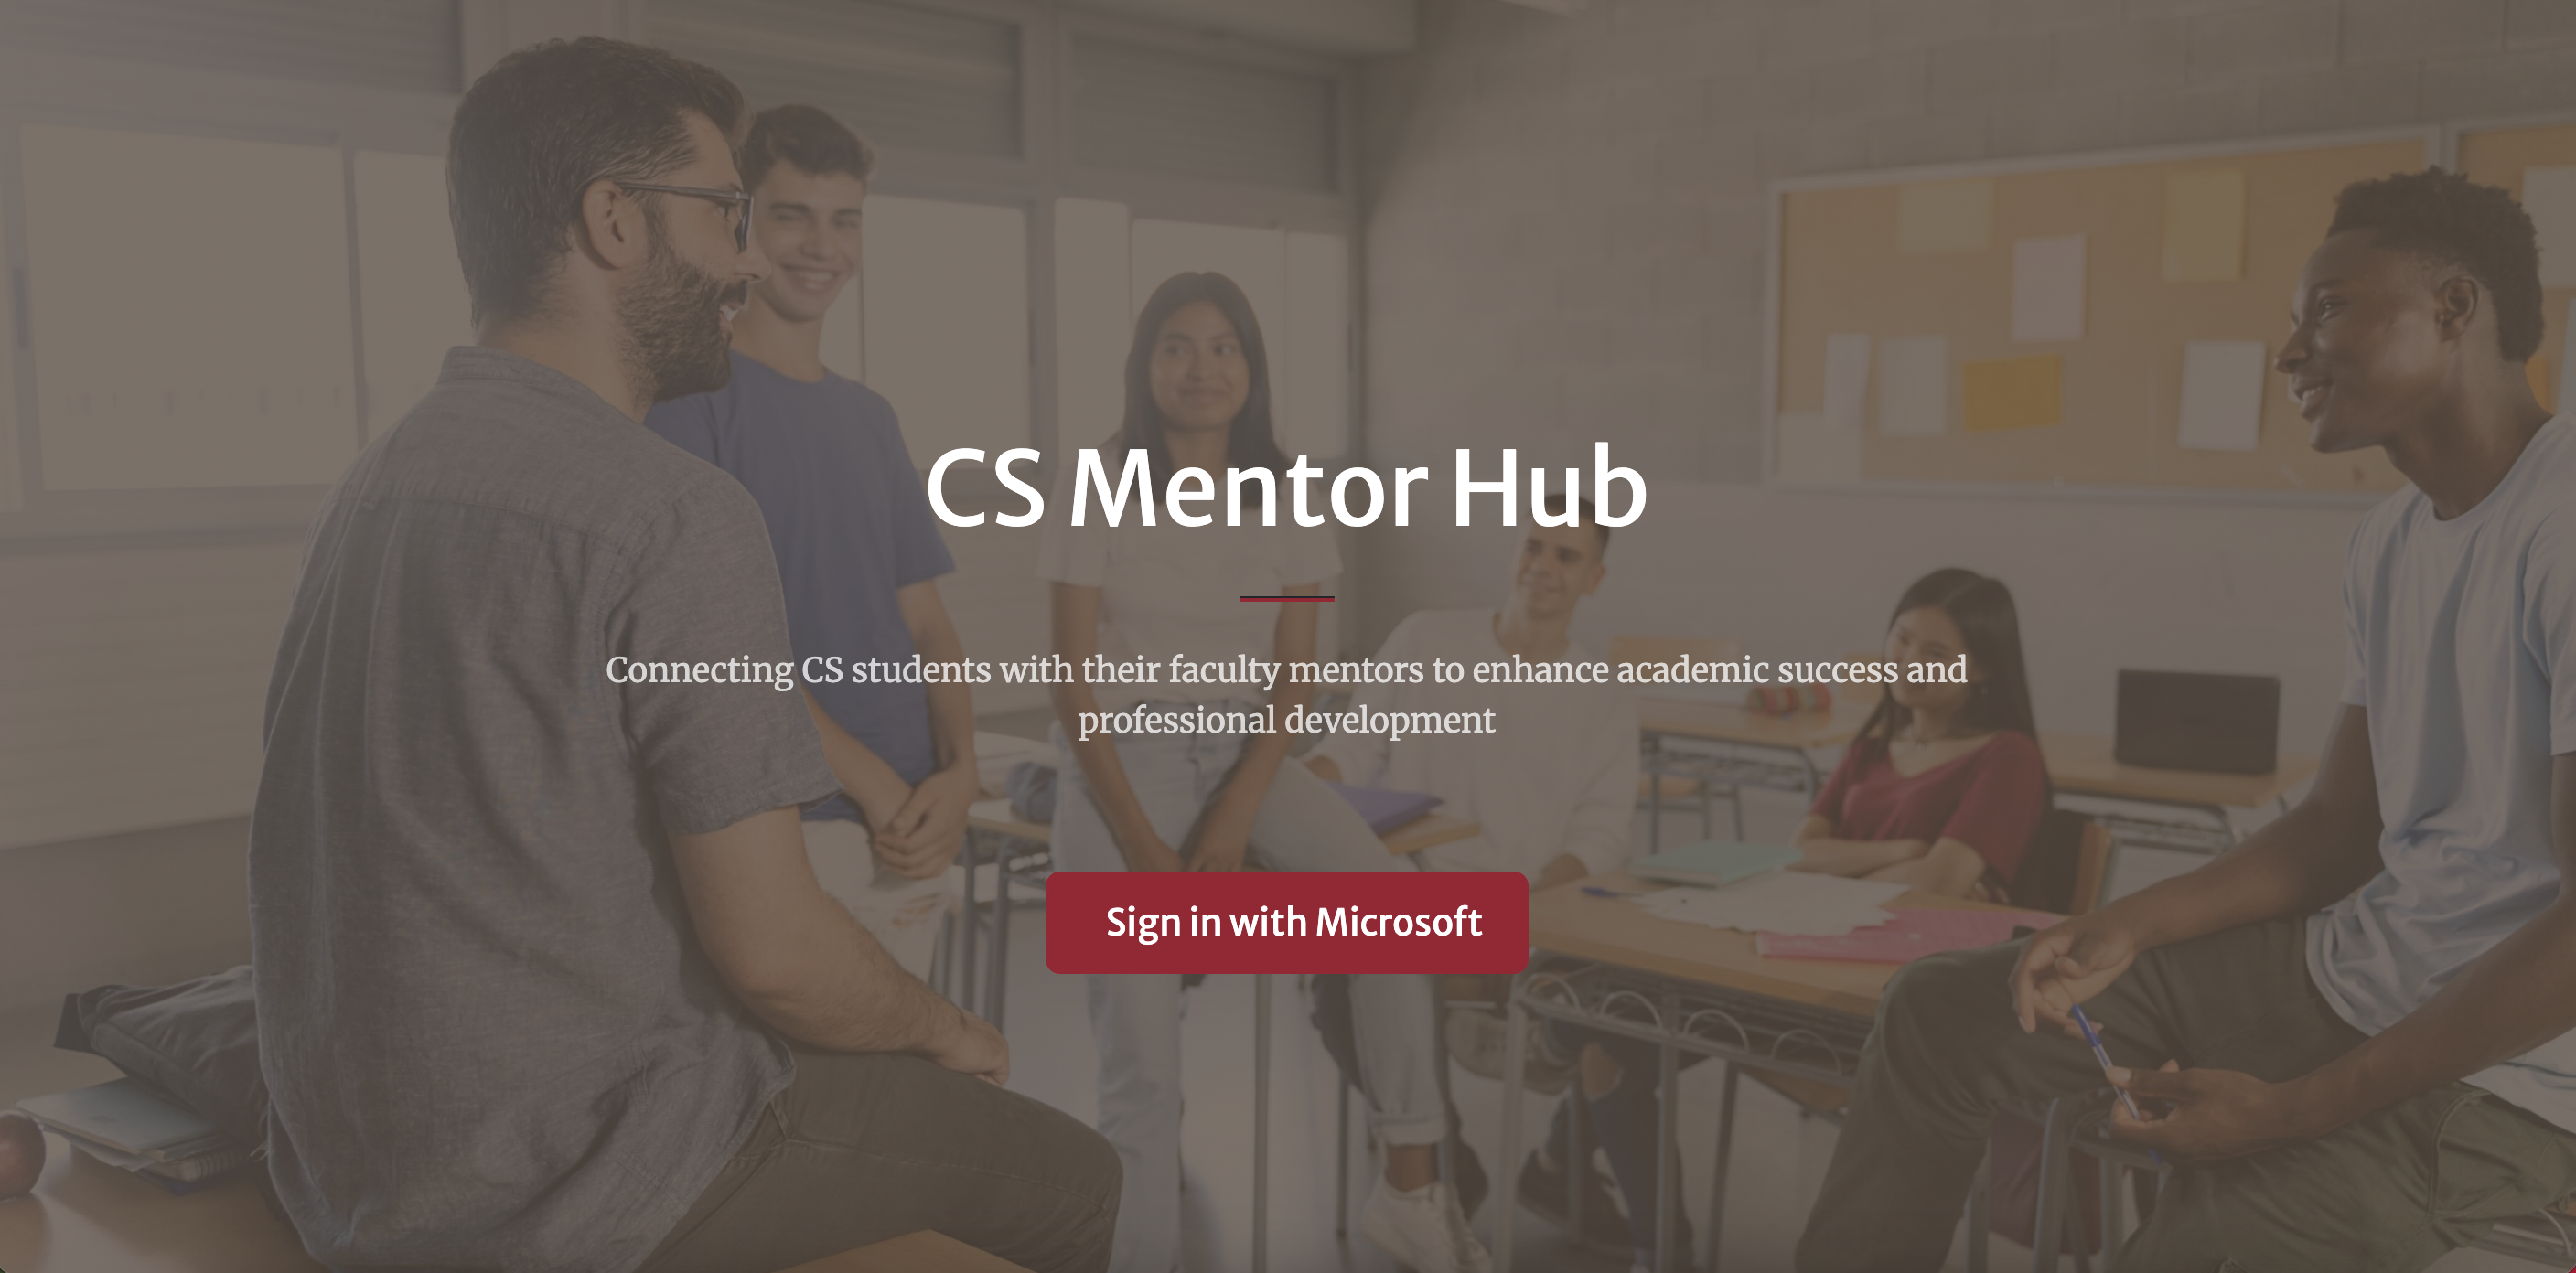 CS Mentor Hub
Connecting CS students with their faculty mentors to enhance academic success and
professional development
Sign in with Microsoft